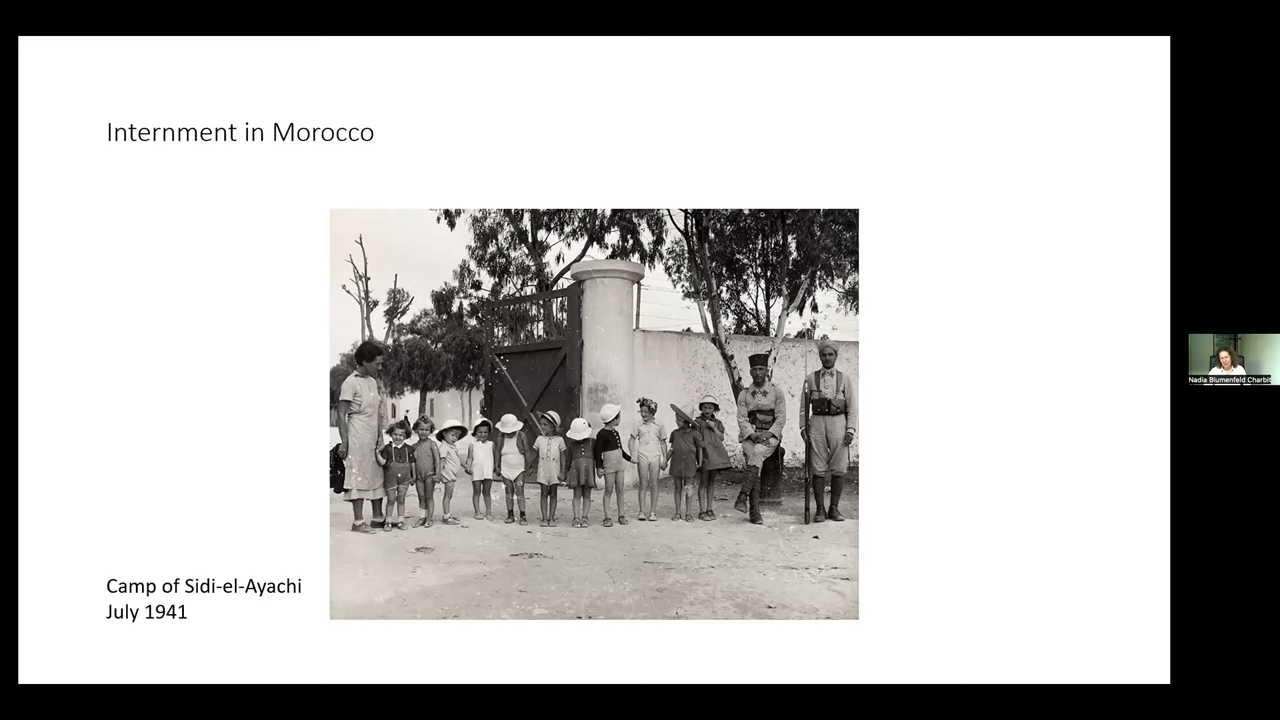 Internment in Morocco
Camp of Sidi-el-Ayachi
July 1941
Nadia Blumenfeld Charbit